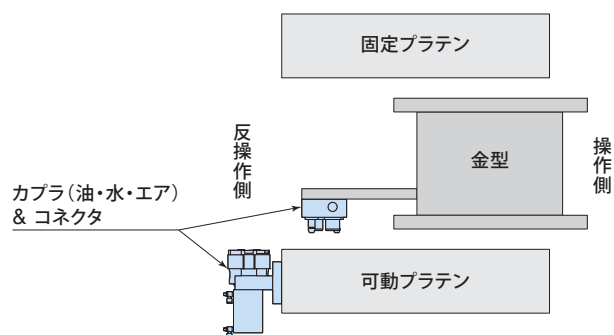 固定プラテン
反操作側
金型
操作側
カプラ（油・水・エア）
& コネクタ
可動プラテン